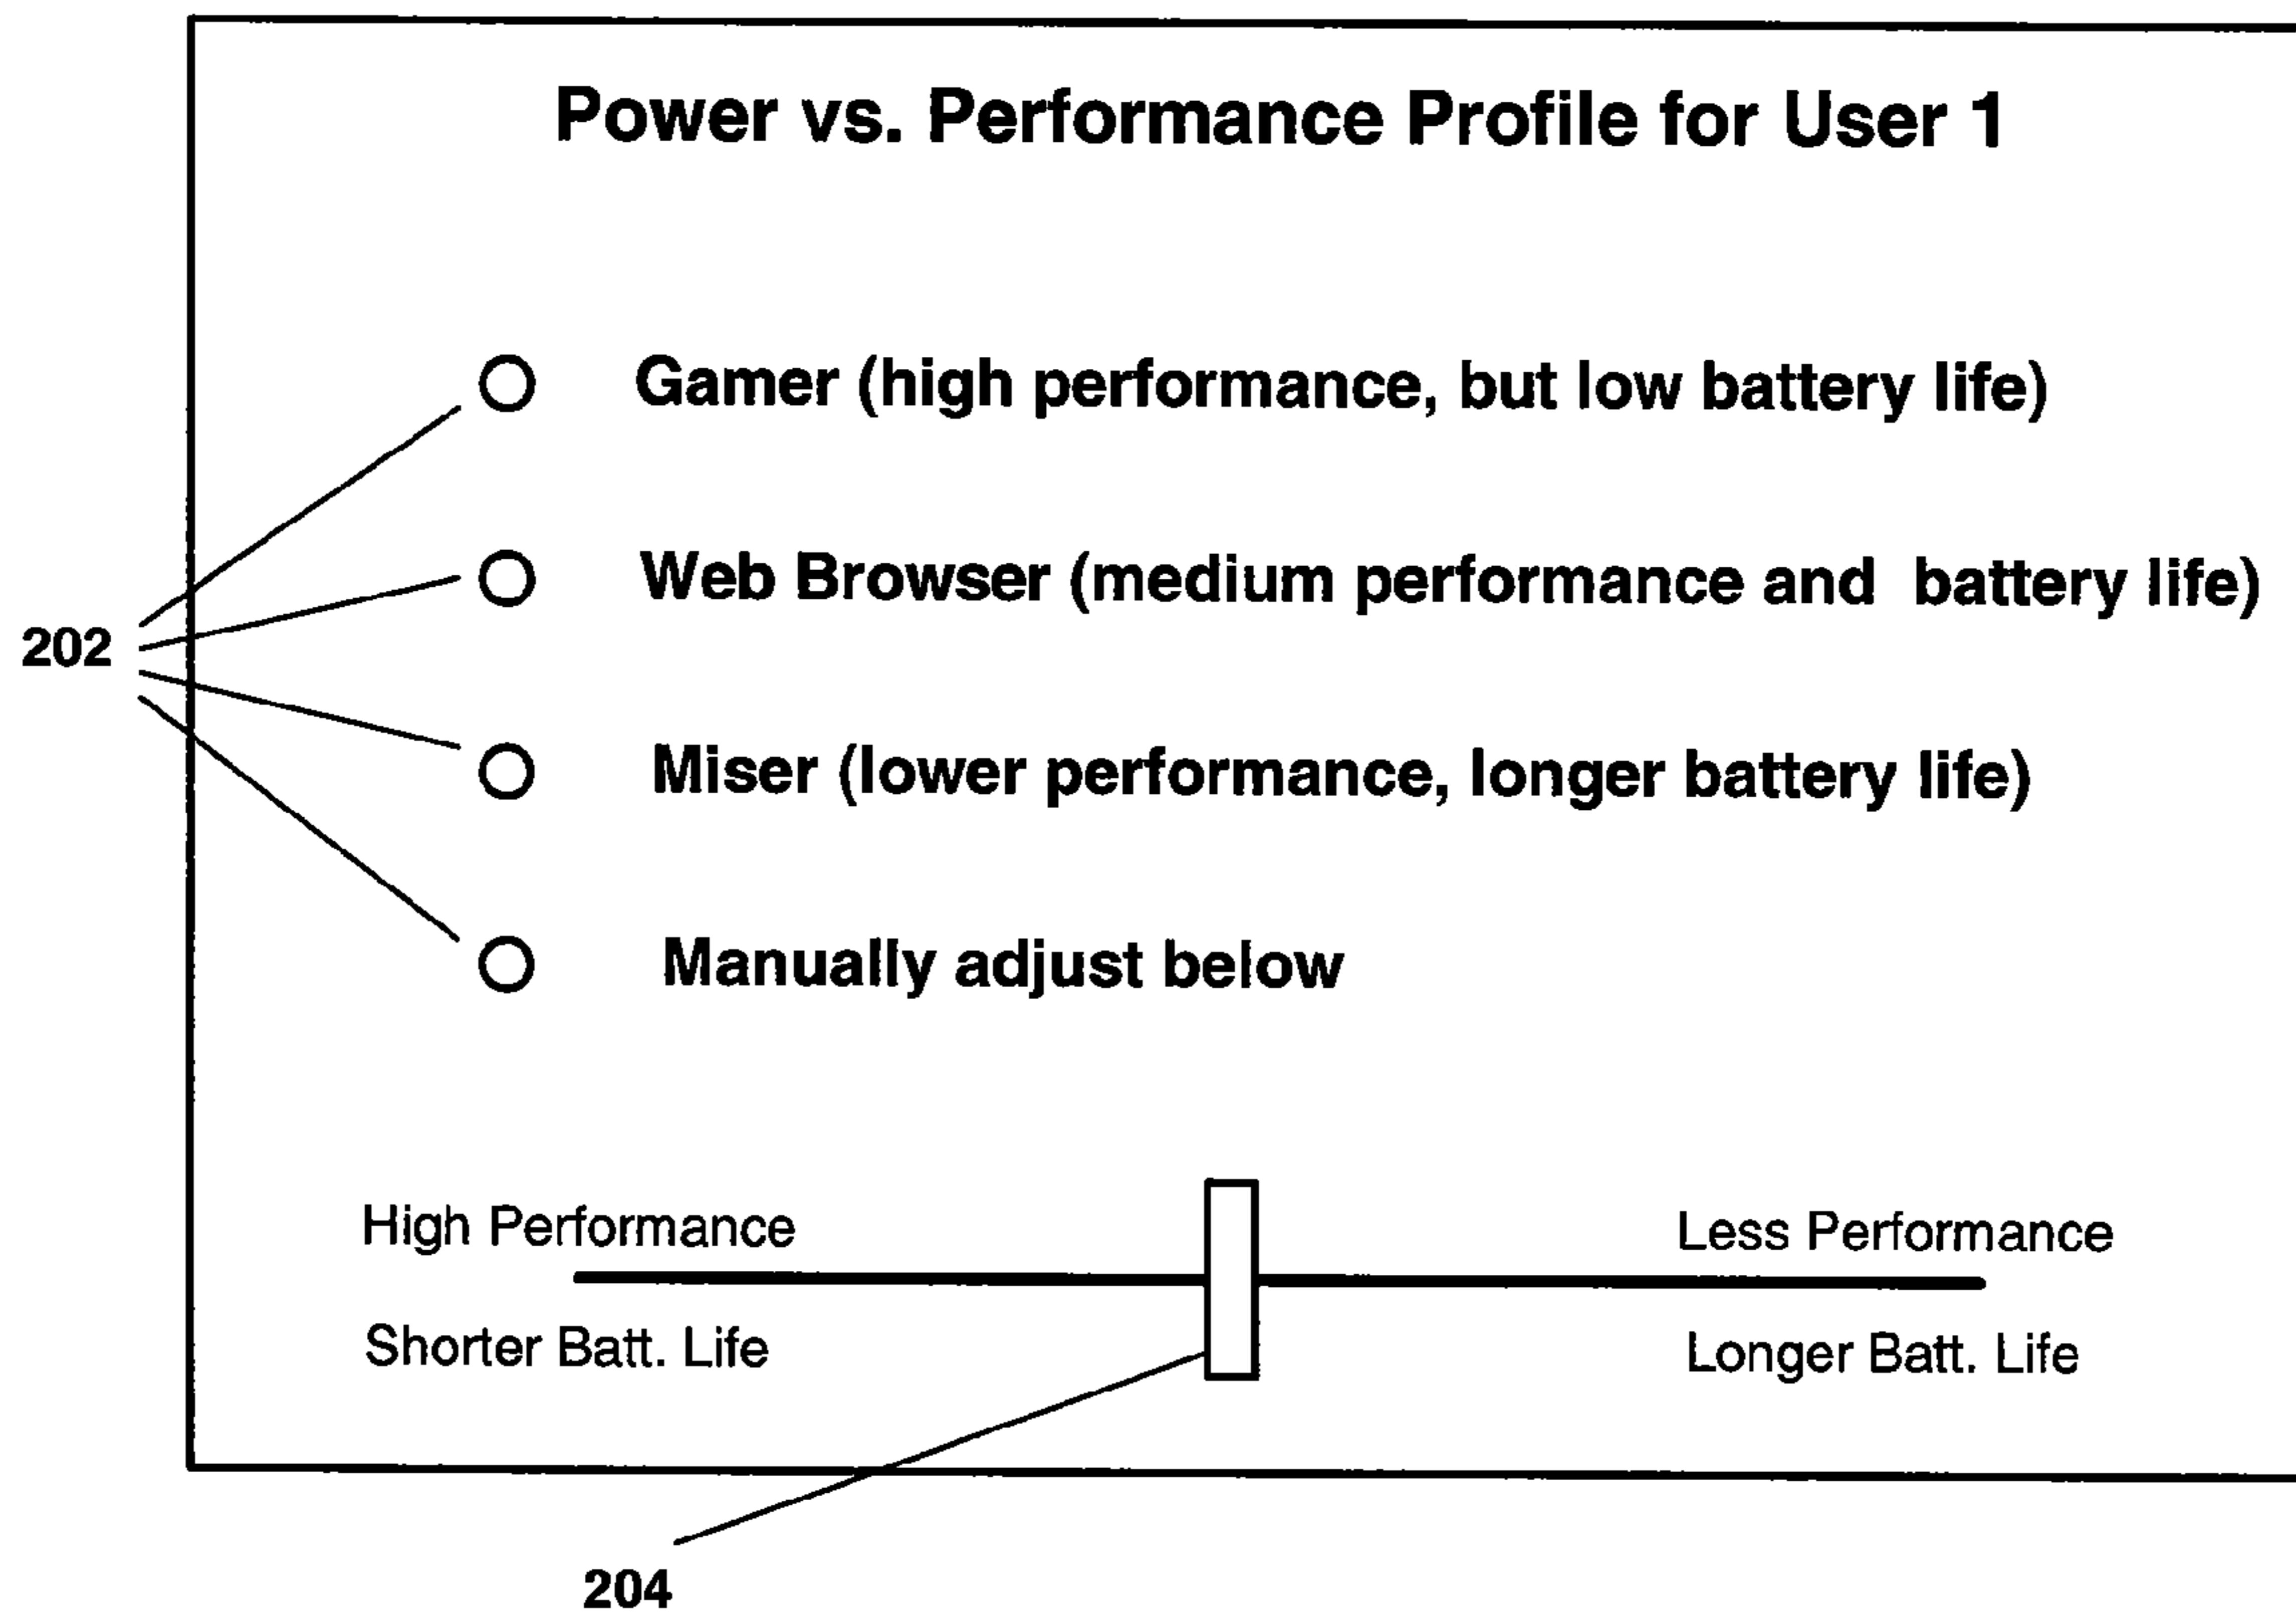 Power vs. Performance Profile for User 1
Gamer (high performance, but low battery life)
Web Browser (medium performance and battery life)
202
Miser (lower performance, longer battery life)
Manually adjust below
High Performance
Less Performance
Shorter Batt. Life
Longer Batt. Life
204